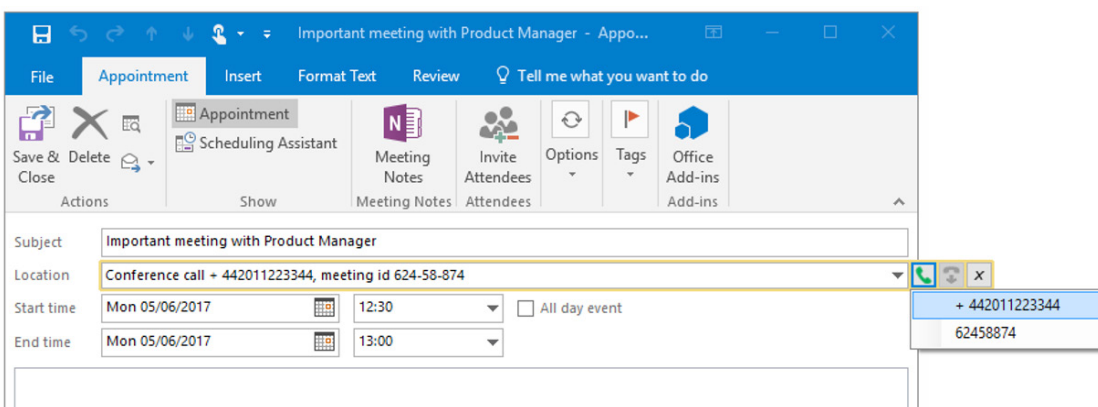 Important meeting with Product Manager - Appo...
File Appointment Insert Format Text Review Tell me what you want to do
Appointment
Scheduling Assistant
Save & Close
Delete
Meeting Notes
Invite Attendees
Options
Tags
Office Add-ins
Actions Show Meeting Notes Attendees Add-ins
Subject Important meeting with Product Manager
Location Conference call + 442011223344, meeting id 624-58-874 x
+ 442011223344
Start time Mon 05/06/2017 12:30 All day event
62458874
End time Mon 05/06/2017 13:00